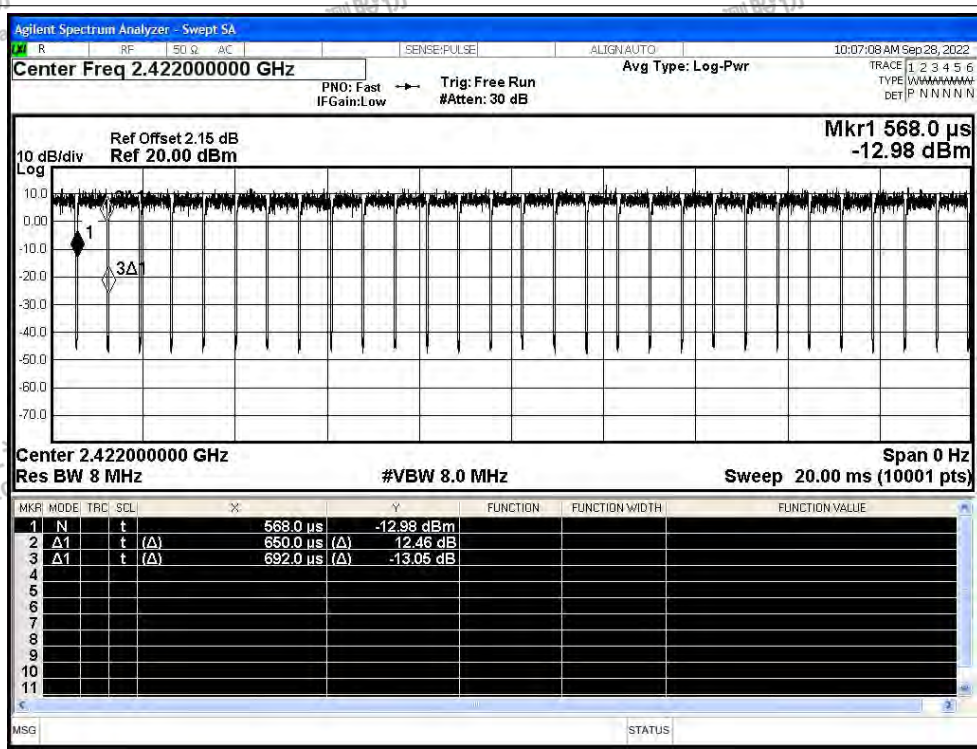 Agilent Spectrum Analyzer - Swept SA
LXI R RF 50 Ω AC SENSE:PULSE ALIGNAUTO 10:07:08 AM Sep 28, 2022
Center Freq 2.422000000 GHz
PNO: Fast
IFGain:Low
Trig: Free Run
#Atten: 30 dB
Avg Type: Log-Pwr
TRACE 1 2 3 4 5 6
TYPE
DET P N N N N N
Mkr1 568.0 µs
-12.98 dBm
Ref Offset 2.15 dB
10 dB/div Ref 20.00 dBm
Log
10.0
0.00
-10.0
-20.0
-30.0
-40.0
-50.0
-60.0
-70.0
1
3Δ1
Center 2.422000000 GHz Span 0 Hz
Res BW 8 MHz #VBW 8.0 MHz Sweep 20.00 ms (10001 pts)
MKR MODE TRC SCL X Y FUNCTION FUNCTION WIDTH FUNCTION VALUE
1 N t 568.0 µs -12.98 dBm
2 Δ1 t (Δ) 650.0 µs (Δ) 12.46 dB
3 Δ1 t (Δ) 692.0 µs (Δ) -13.05 dB
4
5
6
7
8
9
10
11
MSG STATUS